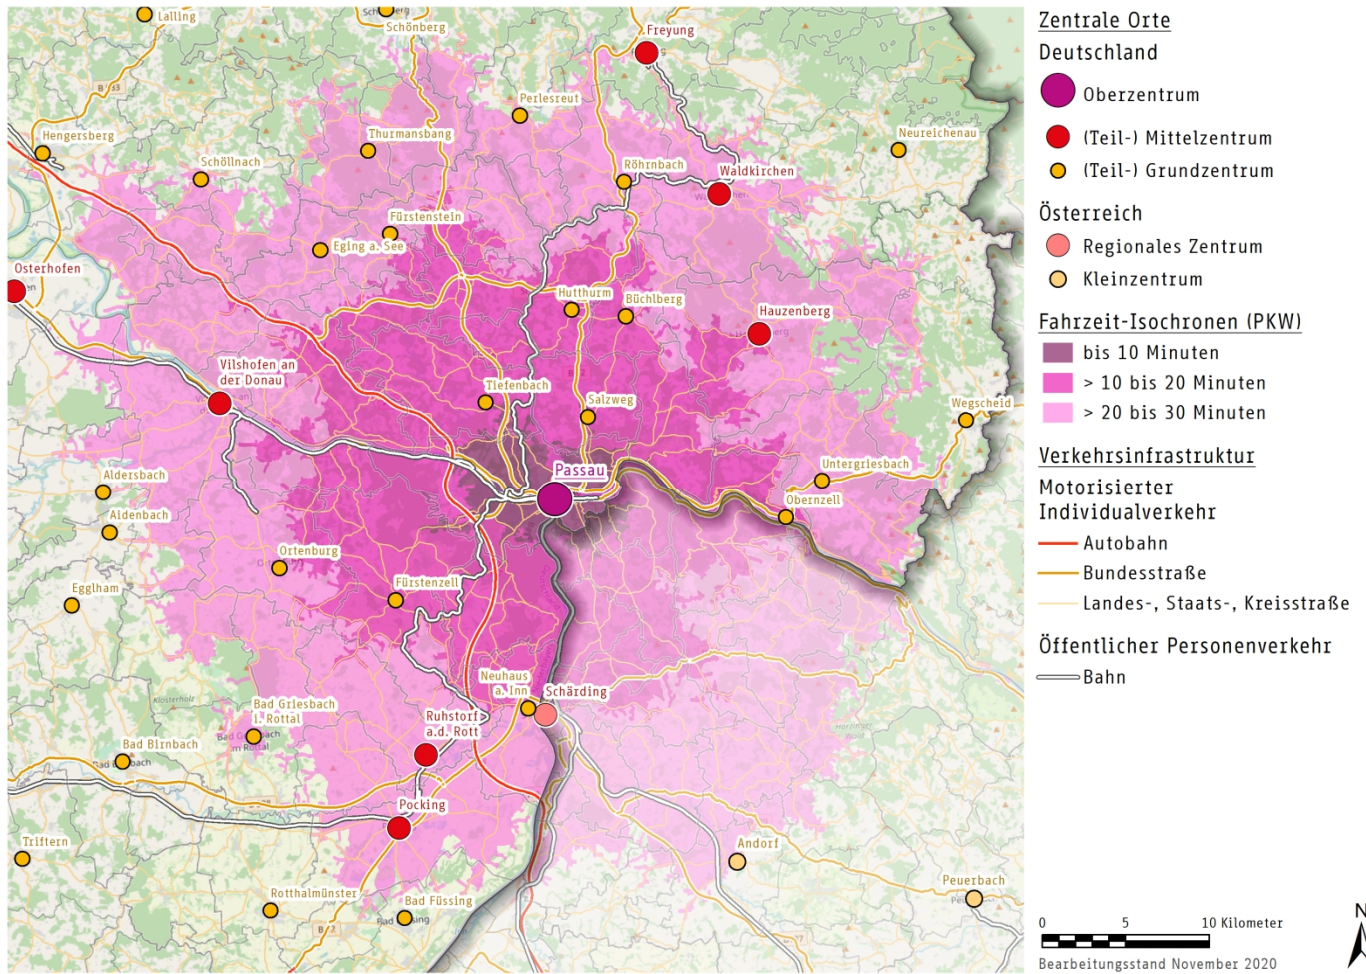 Lalling
Schönberg
Freyung
Perlesreut
Hengersberg
Thurmansbang
Neureichenau
Schöllnach
Röhrnbach
Waldkirchen
Fürstenstein
Eging a. See
Osterhofen
Hutthurm
Büchlberg
Hauzenberg
Vilshofen an
der Donau
Tiefenbach
Salzweg
Wegscheid
Passau
Untergriesbach
Aldersbach
Obernzell
Aidenbach
Ortenburg
Fürstenzell
Egglham
Neuhaus
a. Inn
Schärding
Klosterholz
Bad Griesbach
i. Rottal
Ruhstorf
a.d. Rott
Bad Birnbach
Pocking
Triftern
Andorf
Peuerbach
Rotthalmünster
Bad Füssing
Zentrale Orte
Deutschland
Oberzentrum
(Teil-) Mittelzentrum
(Teil-) Grundzentrum
Österreich
Regionales Zentrum
Kleinzentrum
Fahrzeit-Isochronen (PKW)
bis 10 Minuten
> 10 bis 20 Minuten
> 20 bis 30 Minuten
Verkehrsinfrastruktur
Motorisierter
Individualverkehr
Autobahn
Bundesstraße
Landes-, Staats-, Kreisstraße
Öffentlicher Personenverkehr
Bahn
0 5 10 Kilometer
N
Bearbeitungsstand November 2020